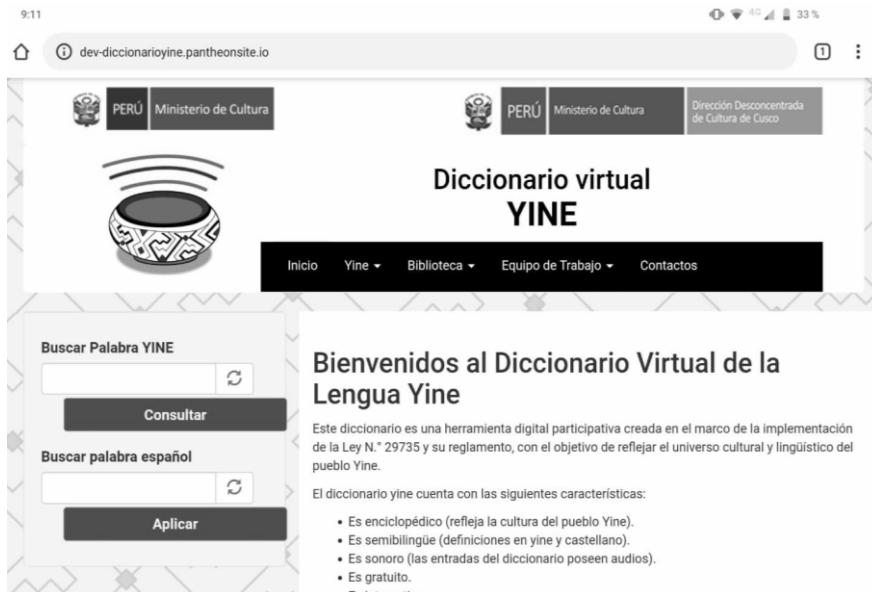 9:11
4G
33 %
dev-diccionarioyine.pantheonsite.io
1
PERÚ Ministerio de Cultura
PERÚ Ministerio de Cultura
Dirección Desconcentrada
de Cultura de Cusco
Diccionario virtual
YINE
Inicio Yine Biblioteca Equipo de Trabajo Contactos
Buscar Palabra YINE
Consultar
Buscar palabra español
Aplicar
Bienvenidos al Diccionario Virtual de la
Lengua Yine
Este diccionario es una herramienta digital participativa creada en el marco de la implementación
de la Ley N.° 29735 y su reglamento, con el objetivo de reflejar el universo cultural y lingüístico del
pueblo Yine.
El diccionario yine cuenta con las siguientes características:
• Es enciclopédico (refleja la cultura del pueblo Yine).
• Es semibilingüe (definiciones en yine y castellano).
• Es sonoro (las entradas del diccionario poseen audios).
• Es gratuito.